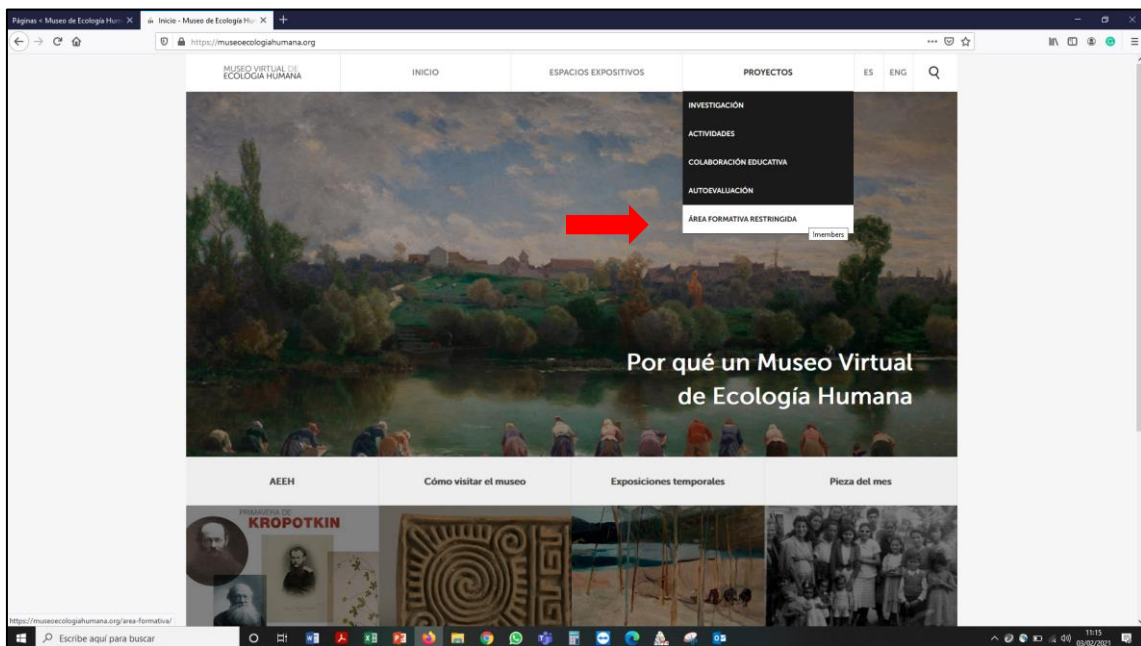 Páginas < Museo de Ecología Hum
Inicio - Museo de Ecología Hu
https://museoecologiahumana.org
MUSEO VIRTUAL DE
ECOLOGÍA HUMANA
INICIO
ESPACIOS EXPOSITIVOS
PROYECTOS
ES
ENG
INVESTIGACIÓN
ACTIVIDADES
COLABORACIÓN EDUCATIVA
AUTOEVALUACIÓN
ÁREA FORMATIVA RESTRINGIDA
!members
Por qué un Museo Virtual
de Ecología Humana
AEEH
Cómo visitar el museo
Exposiciones temporales
Pieza del mes
PRIMAVERA DE
KROPOTKIN
https://museoecologiahumana.org/area-formativa/
Escribe aquí para buscar
11:15
03/02/2021